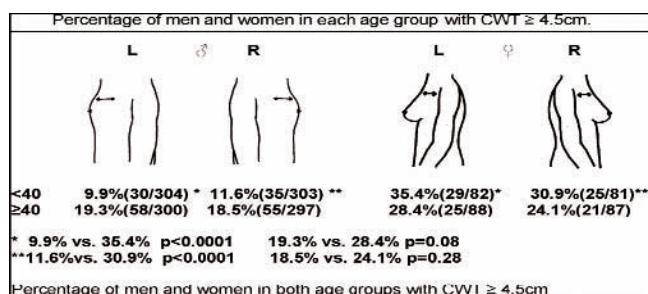 Percentage of men and women in each age group with CWT ≥ 4.5cm.
L ♂ R L ♀ R
<40 9.9%(30/304) * 11.6%(35/303) ** 35.4%(29/82)* 30.9%(25/81)**
≥40 19.3%(58/300) 18.5%(55/297) 28.4%(25/88) 24.1%(21/87)
* 9.9% vs. 35.4% p<0.0001 19.3% vs. 28.4% p=0.08
**11.6%vs. 30.9% p<0.0001 18.5% vs. 24.1% p=0.28
Percentage of men and women in both age groups with CWT ≥ 4.5cm